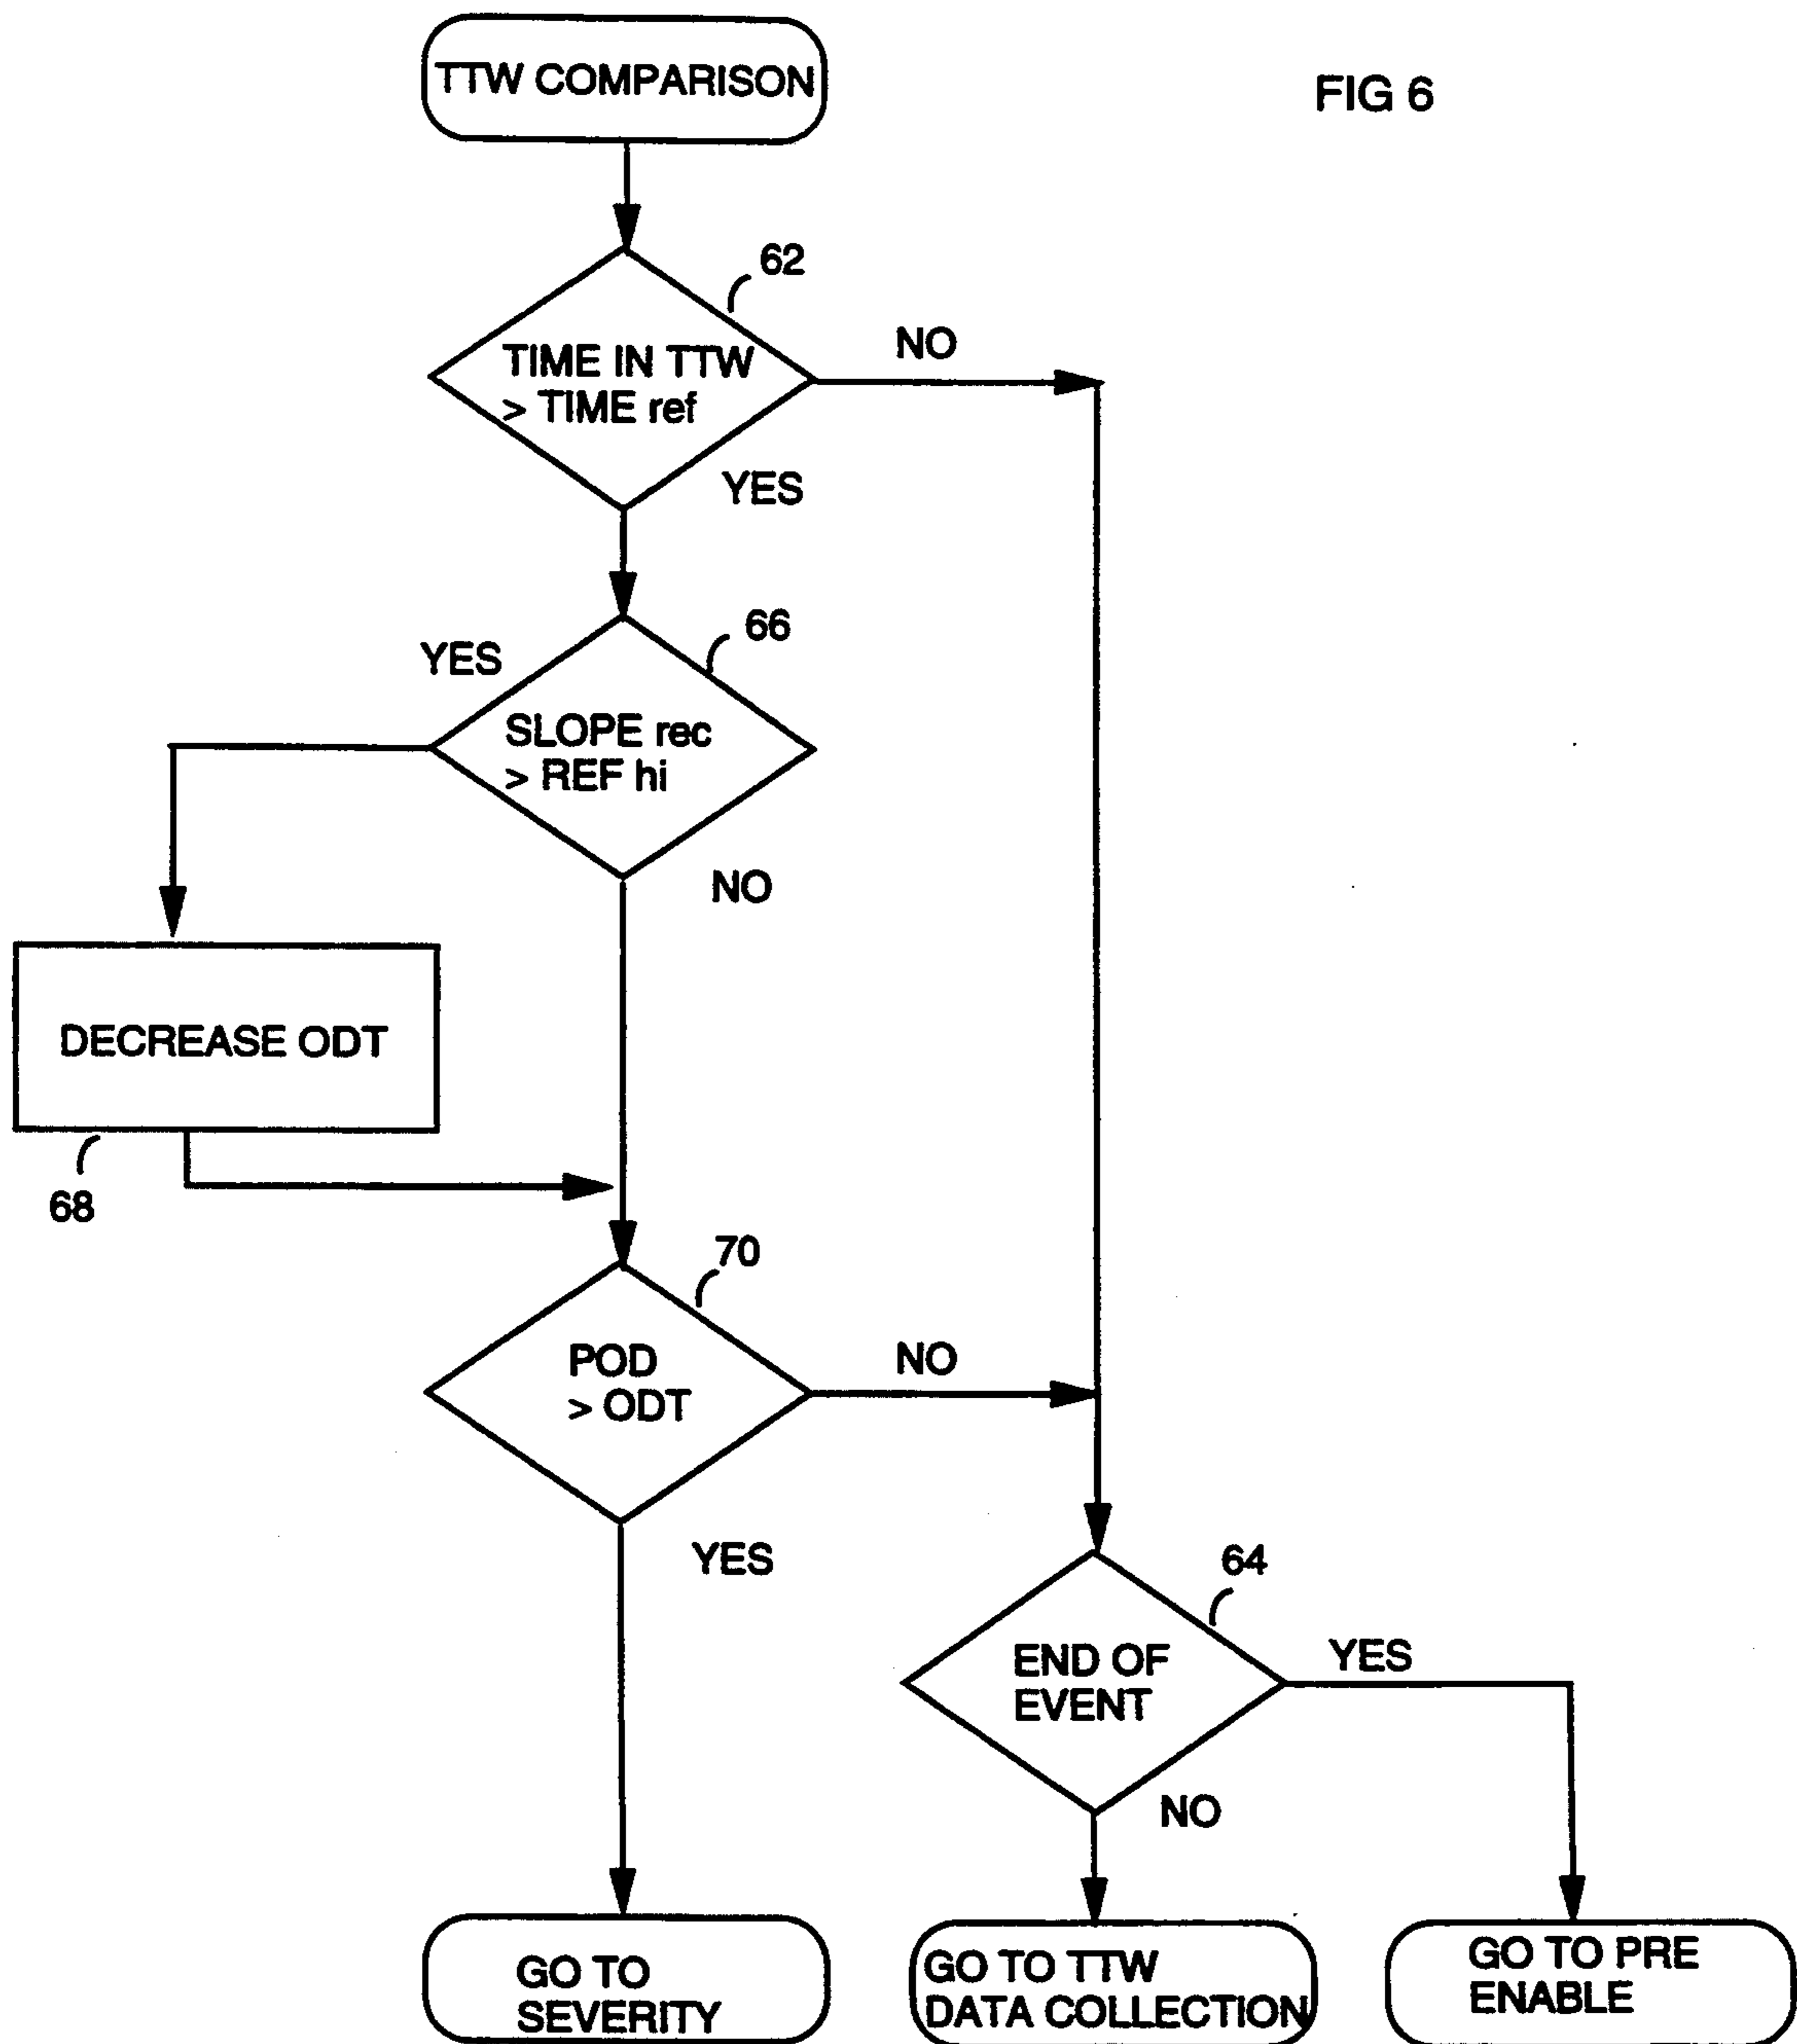 TTW COMPARISON
FIG 6
62
TIME IN TTW
> TIME ref
NO
YES
66
YES
SLOPE rec
> REF hi
NO
DECREASE ODT
68
70
POD
> ODT
NO
YES
64
END OF
EVENT
YES
NO
GO TO
SEVERITY
GO TO TTW
DATA COLLECTION
GO TO PRE
ENABLE